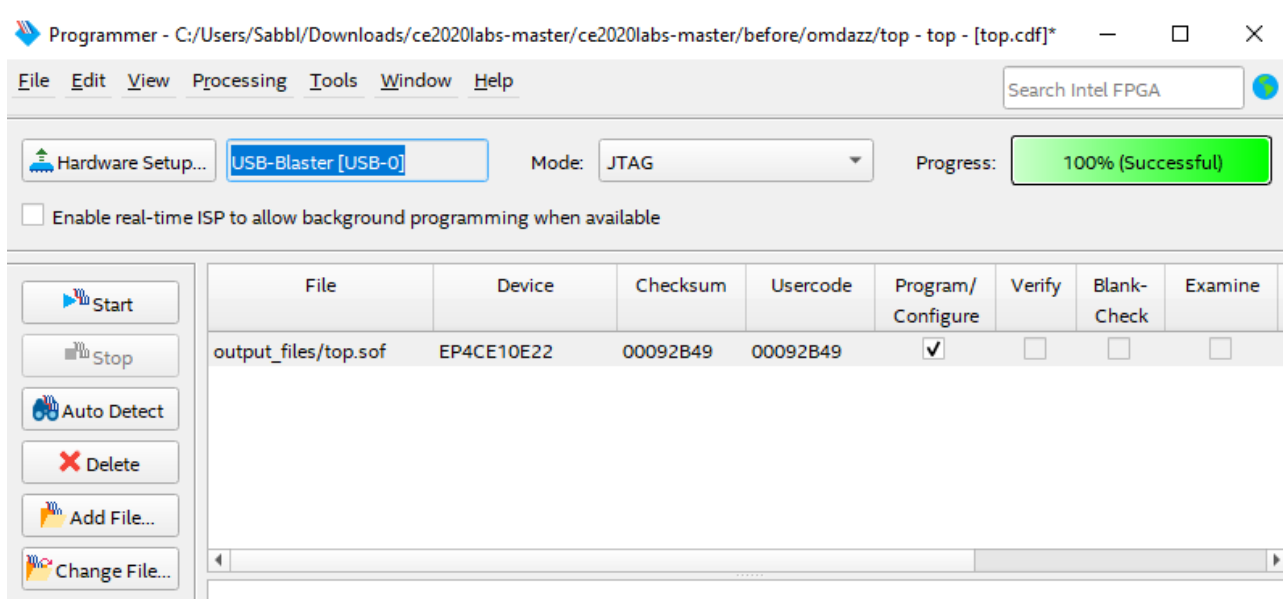 Programmer - C:/Users/Sabbl/Downloads/ce2020labs-master/ce2020labs-master/before/omdazz/top - top - [top.cdf]*
File Edit View Processing Tools Window Help
Search Intel FPGA
Hardware Setup... USB-Blaster [USB-0] Mode: JTAG Progress: 100% (Successful)
Enable real-time ISP to allow background programming when available
Start
Stop
Auto Detect
Delete
Add File...
Change File...
File Device Checksum Usercode Program/ Verify Blank- Examine
Configure Check
output_files/top.sof EP4CE10E22 00092B49 00092B49